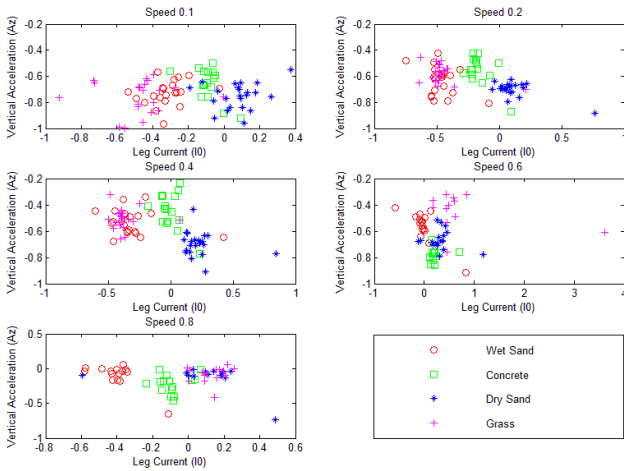 Speed 0.1
Vertical Acceleration (Az)
-0.2
-0.4
-0.6
-0.8
-1
-1 -0.8 -0.6 -0.4 -0.2 0 0.2 0.4
Leg Current (I0)
Speed 0.2
Vertical Acceleration (Az)
-0.2
-0.4
-0.6
-0.8
-1
-1 -0.5 0 0.5 1
Leg Current (I0)
Speed 0.4
Vertical Acceleration (Az)
-0.2
-0.4
-0.6
-0.8
-1
-1 -0.5 0 0.5 1
Leg Current (I0)
Speed 0.6
Vertical Acceleration (Az)
-0.2
-0.4
-0.6
-0.8
-1
-1 0 1 2 3 4
Leg Current (I0)
Speed 0.8
Vertical Acceleration (Az)
0.5
0
-0.5
-1
-0.8 -0.6 -0.4 -0.2 0 0.2 0.4 0.6
Leg Current (I0)
Wet Sand
Concrete
Dry Sand
Grass